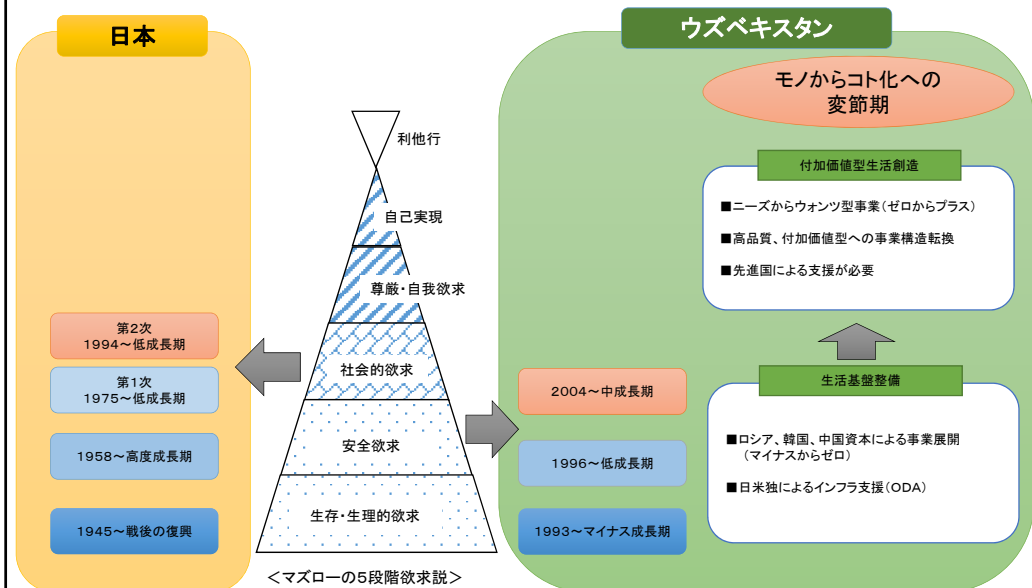 日本
ウズベキスタン
モノからコト化への
変節期
利他行
自己実現
尊厳・自我欲求
社会的欲求
安全欲求
生存・生理的欲求
<マズローの5段階欲求説>
第2次
1994~低成長期
第1次
1975~低成長期
1958~高度成長期
1945~戦後の復興
2004~中成長期
1996~低成長期
1993~マイナス成長期
付加価値型生活創造
■ニーズからウォンツ型事業(ゼロからプラス)
■高品質、付加価値型への事業構造転換
■先進国による支援が必要
生活基盤整備
■ロシア、韓国、中国資本による事業展開
(マイナスからゼロ)
■日米独によるインフラ支援(ODA)